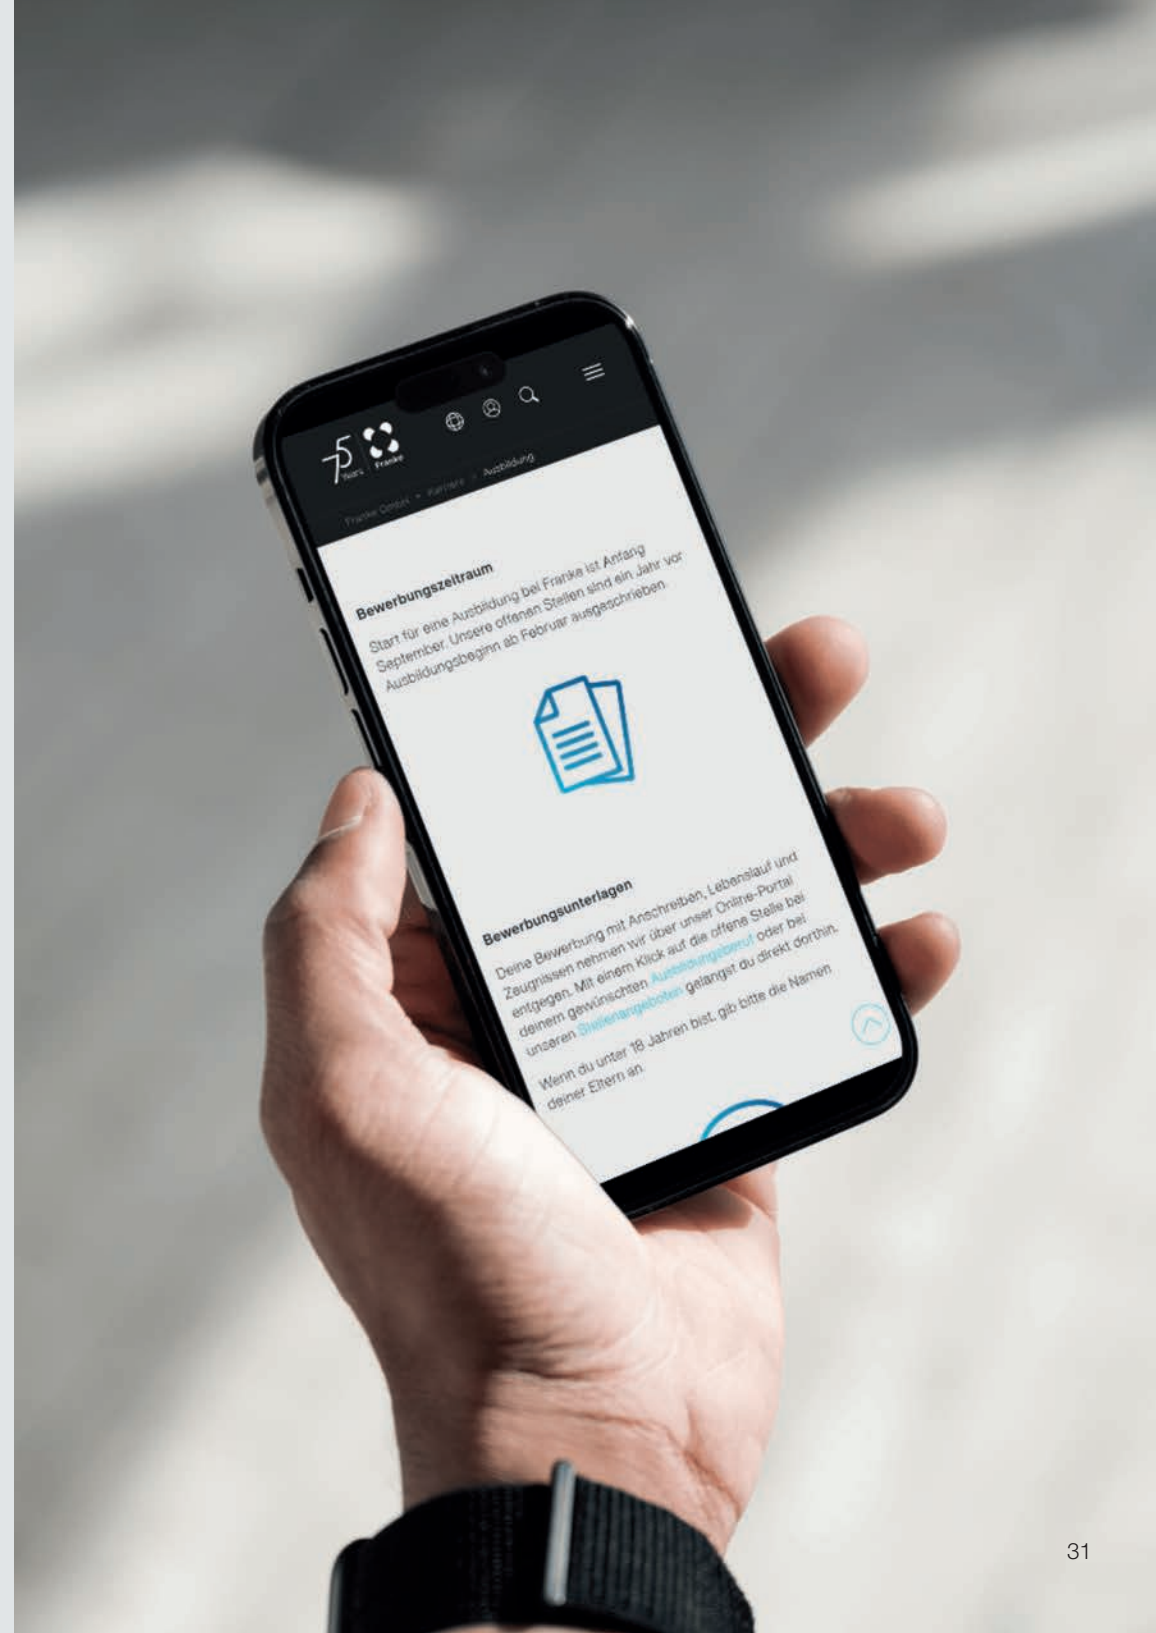 75
Years
Franke
Franke GmbH • Karriere • Ausbildung
Bewerbungszeitraum
Start für eine Ausbildung bei Franke ist Anfang
September. Unsere offenen Stellen sind ein Jahr vor
Ausbildungsbeginn ab Februar ausgeschrieben.
Bewerbungsunterlagen
Deine Bewerbung mit Anschreiben, Lebenslauf und
Zeugnissen nehmen wir über unser Online-Portal
entgegen. Mit einem Klick auf die offene Stelle bei
deinem gewünschten Ausbildungsberuf oder bei
unseren Stellenangeboten gelangst du direkt dorthin.
Wenn du unter 18 Jahren bist, gib bitte die Namen
deiner Eltern an.
31